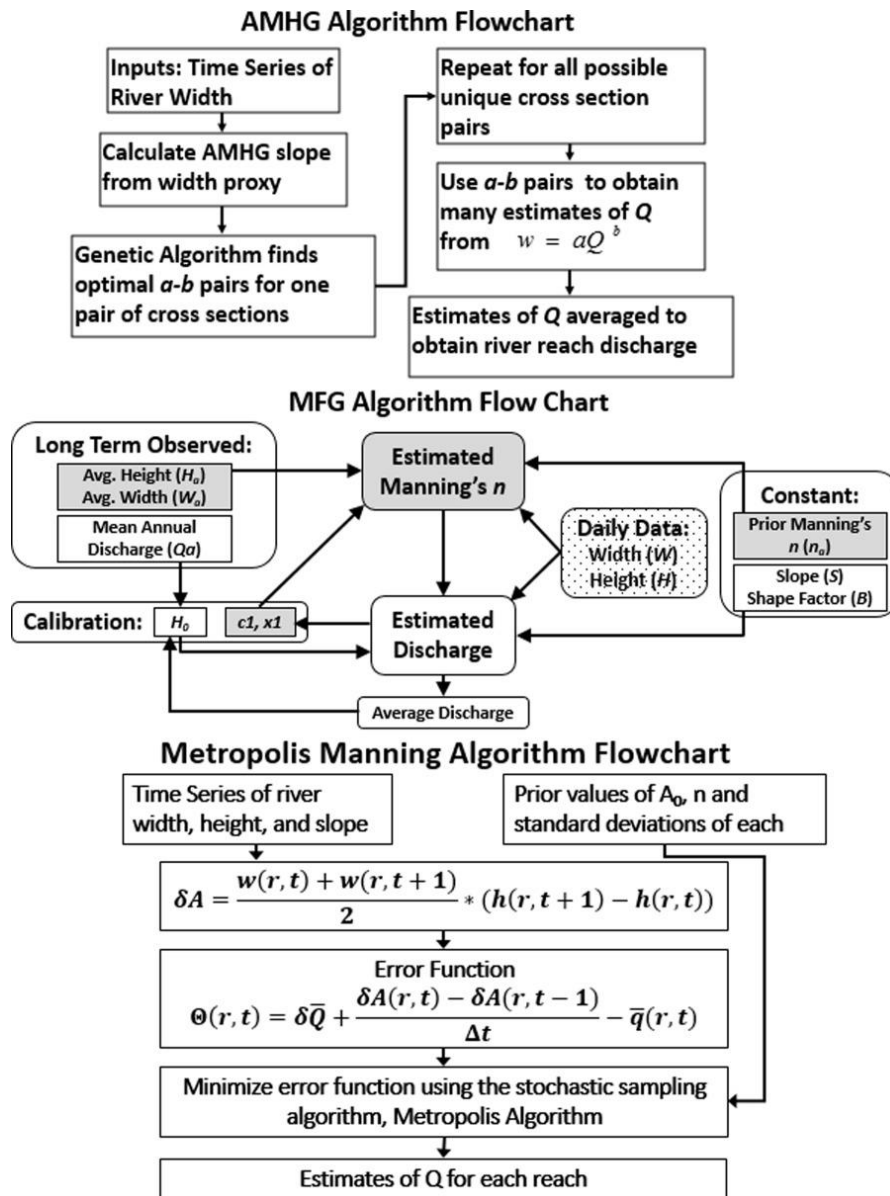 AMHG Algorithm Flowchart
Inputs: Time Series of
River Width
Calculate AMHG slope
from width proxy
Genetic Algorithm finds
optimal a-b pairs for one
pair of cross sections
Repeat for all possible
unique cross section
pairs
Use a-b pairs to obtain
many estimates of Q
from w = aQ^b
Estimates of Q averaged to
obtain river reach discharge
MFG Algorithm Flow Chart
Long Term Observed:
Avg. Height (Hₐ)
Avg. Width (Wₐ)
Mean Annual
Discharge (Qa)
Calibration:
H₀
c1, x1
Estimated
Manning's n
Estimated
Discharge
Average Discharge
Daily Data:
Width (W)
Height (H)
Constant:
Prior Manning's
n (nₐ)
Slope (S)
Shape Factor (B)
Metropolis Manning Algorithm Flowchart
Time Series of river
width, height, and slope
Prior values of A₀, n and
standard deviations of each
δA = (w(r, t) + w(r, t + 1))/2 * (h(r, t + 1) − h(r, t))
Error Function
Θ(r, t) = δQ̅ + (δA(r, t) − δA(r, t − 1))/Δt − q̅(r, t)
Minimize error function using the stochastic sampling
algorithm, Metropolis Algorithm
Estimates of Q for each reach